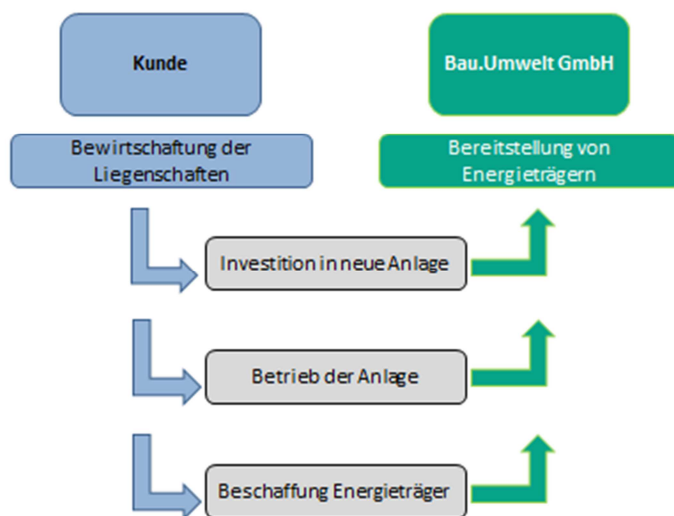 Kunde
Bau.Umwelt GmbH
Bewirtschaftung der
Liegenschaften
Bereitstellung von
Energieträgern
Investition in neue Anlage
Betrieb der Anlage
Beschaffung Energieträger